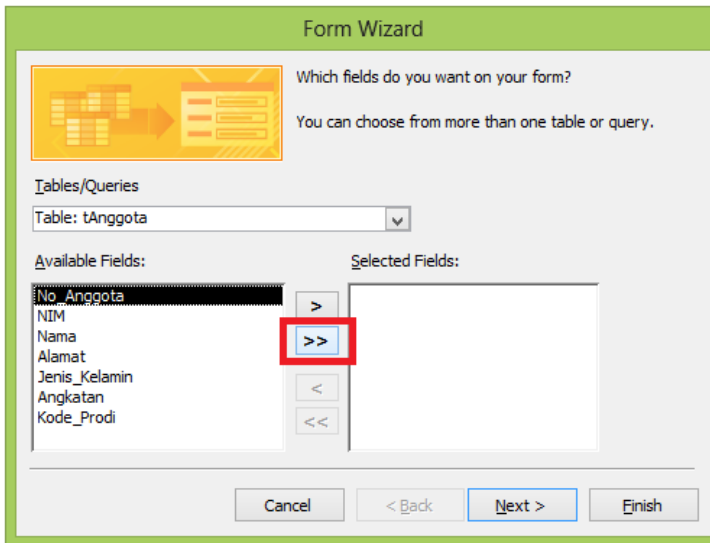 Form Wizard
Which fields do you want on your form?
You can choose from more than one table or query.
Tables/Queries
Table: tAnggota
Available Fields:
Selected Fields:
No_Anggota
NIM
Nama
Alamat
Jenis_Kelamin
Angkatan
Kode_Prodi
>
>>
<
<<
Cancel
< Back
Next >
Finish